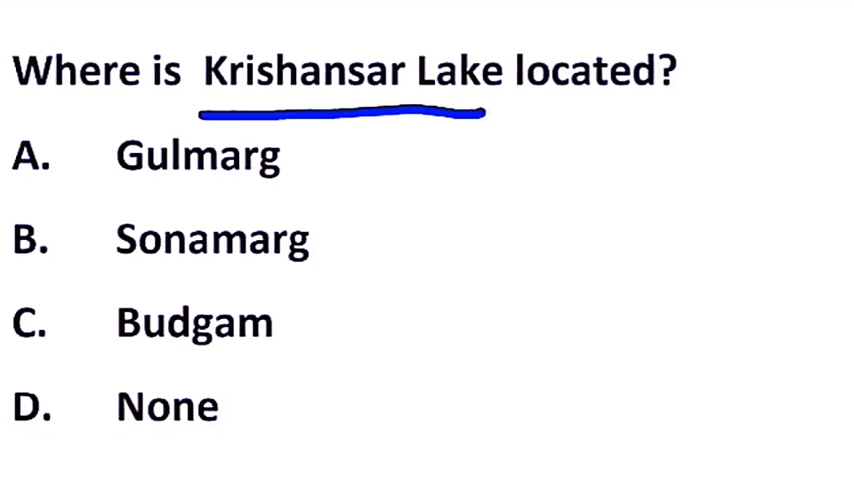 Where is Krishansar Lake located?
A. Gulmarg
B. Sonamarg
C. Budgam
D. None